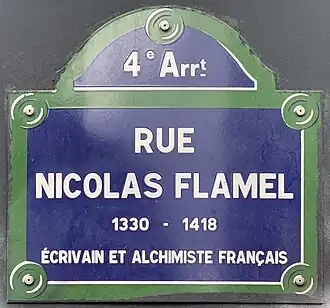 4e Arrt
RUE
NICOLAS FLAMEL
1330 - 1418
ÉCRIVAIN ET ALCHIMISTE FRANÇAIS